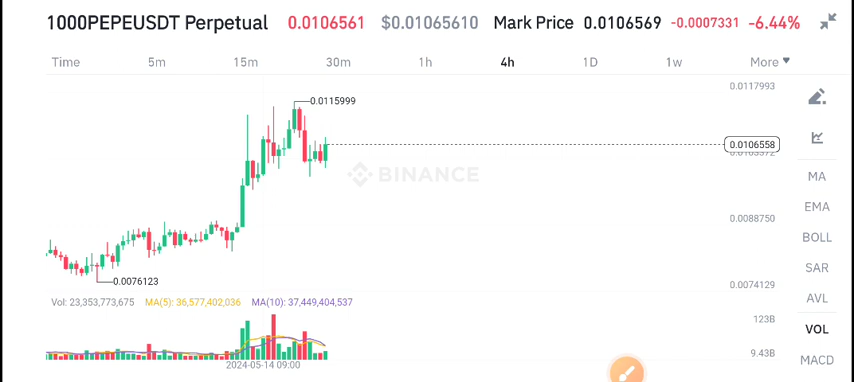 1000PEPEUSDT Perpetual 0.0106561 $0.01065610 Mark Price 0.0106569 -0.0007331 -6.44%
Time 5m 15m 30m 1h 4h 1D 1w More
0.0117993
0.0115999
0.0106558
BINANCE
MA
EMA
0.0088750
BOLL
SAR
0.0076123
0.0074129
AVL
Vol: 23,353,773,675 MA(5): 36,577,402,036 MA(10): 37,449,404,537
123B
VOL
9.43B
MACD
2024-05-14 09:00